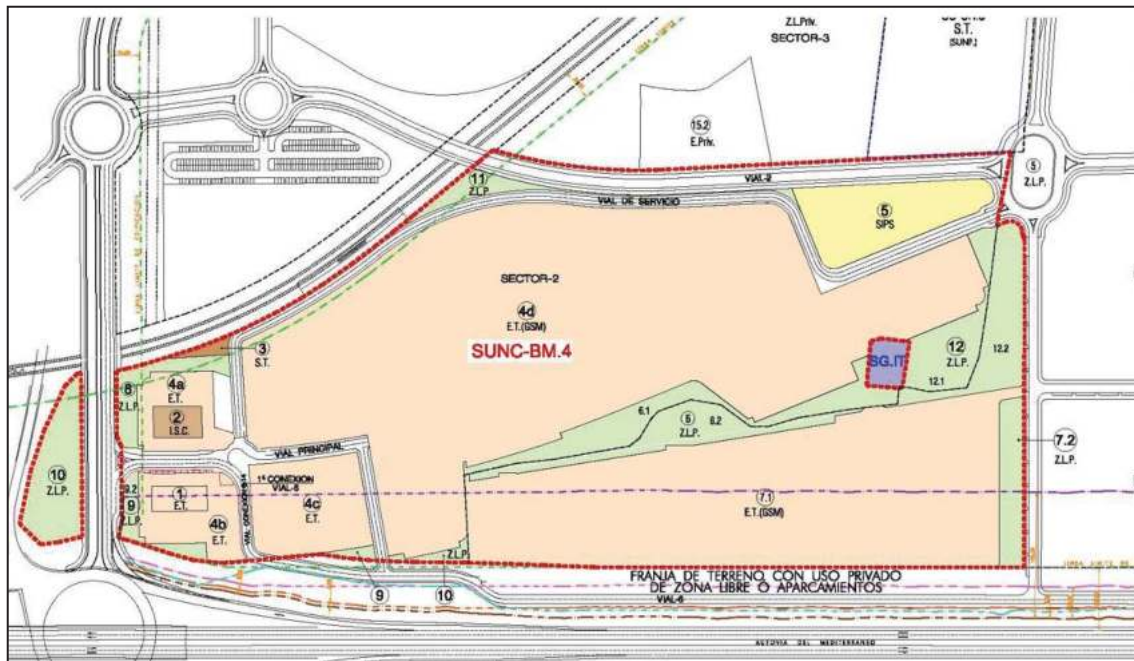 Z.L.Priv.
SECTOR-3
S.T.
[SUNP.]
15.2
E.Priv.
5
Z.L.P.
11
Z.L.P.
VIAL-2
VIAL DE SERVICIO
5
SIPS
SECTOR-2
4d
E.T.(GSM)
SUNC-BM.4
3
S.T.
SG.IT
12
Z.L.P.
12.2
12.1
8
Z.L.P.
4a
E.T.
2
I.S.C.
6.1
6.2
6
Z.L.P.
7.2
Z.L.P.
10
Z.L.P.
VIAL PRINCIPAL
1ª CONEXION
VIAL-6
9.2
9
Z.L.P.
1
E.T.
4b
E.T.
4c
E.T.
7.1
E.T.(GSM)
Z.L.P.
FRANJA DE TERRENO CON USO PRIVADO
DE ZONA LIBRE O APARCAMIENTOS
VIAL-6
9
10
AUTOVIA DEL MEDITERRANEO